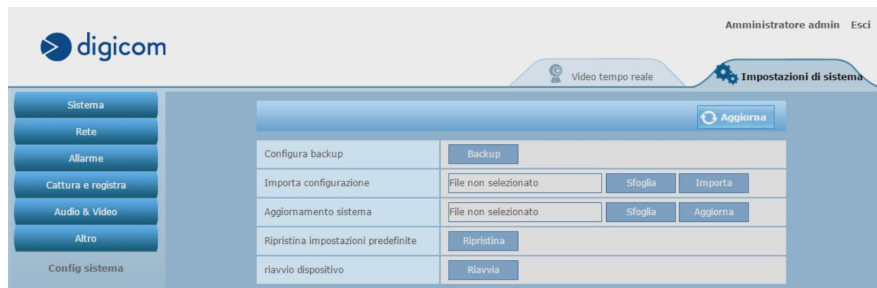 Amministratore admin Esci
digicom
Video tempo reale
Impostazioni di sistema
Sistema
Rete
Allarme
Cattura e registra
Audio & Video
Altro
Config sistema
Aggiorna
Configura backup Backup
Importa configurazione File non selezionato Sfoglia Importa
Aggiornamento sistema File non selezionato Sfoglia Aggiorna
Ripristina impostazioni predefinite Ripristina
riavvio dispositivo Riavvia